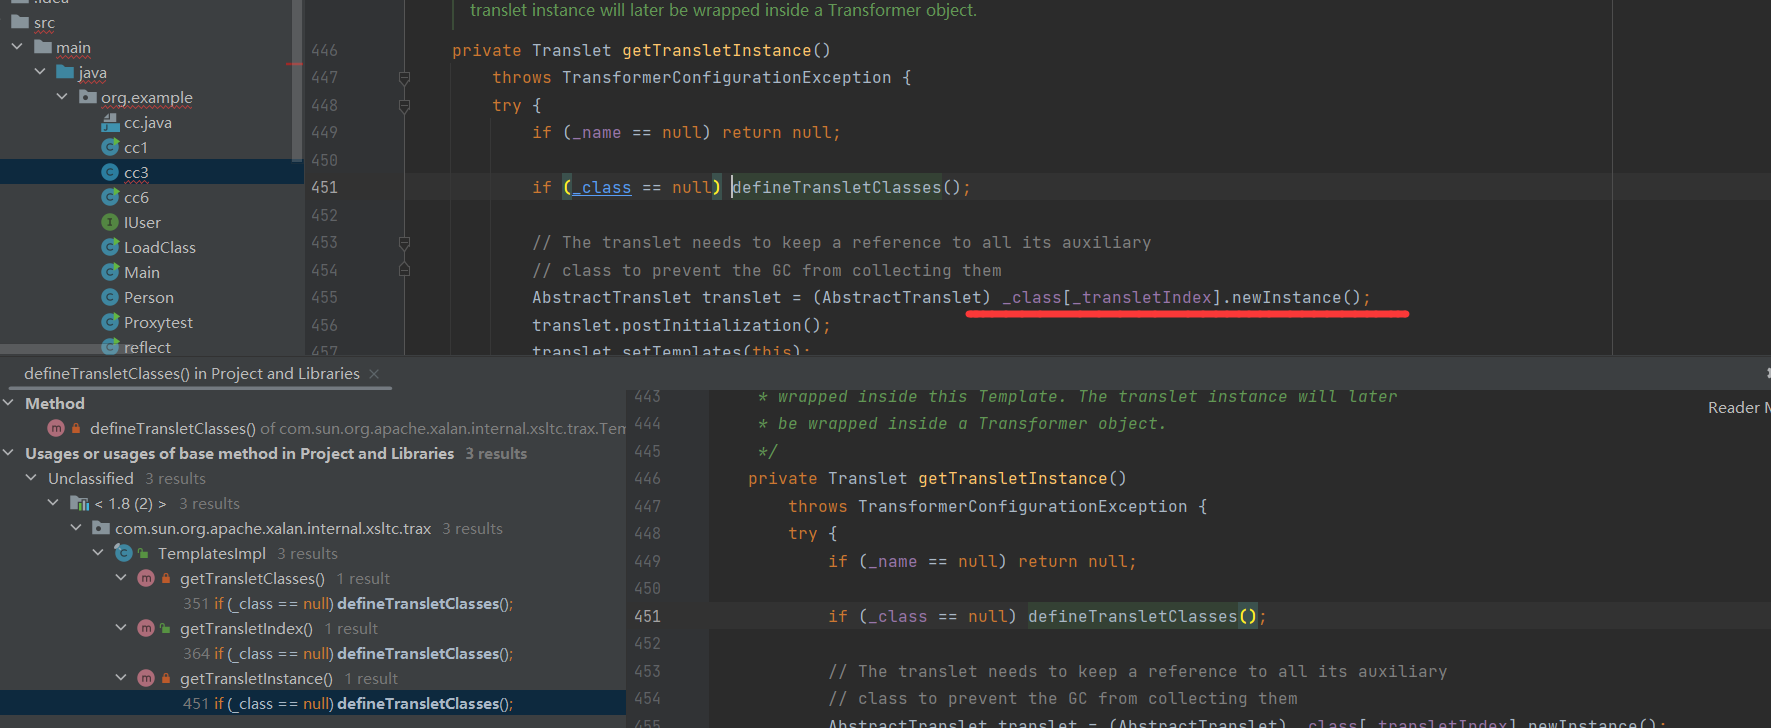 .idea
src
main
java
org.example
cc.java
cc1
cc3
cc6
IUser
LoadClass
Main
Person
Proxytest
reflect
translet instance will later be wrapped inside a Transformer object.
446 private Translet getTransletInstance()
447 throws TransformerConfigurationException {
448 try {
449 if (_name == null) return null;
450
451 if (_class == null) defineTransletClasses();
452
453 // The translet needs to keep a reference to all its auxiliary
454 // class to prevent the GC from collecting them
455 AbstractTranslet translet = (AbstractTranslet) _class[_transletIndex].newInstance();
456 translet.postInitialization();
457 translet.setTemplates(this);
defineTransletClasses() in Project and Libraries
Method
defineTransletClasses() of com.sun.org.apache.xalan.internal.xsltc.trax.Tem
Usages or usages of base method in Project and Libraries 3 results
Unclassified 3 results
< 1.8 (2) > 3 results
com.sun.org.apache.xalan.internal.xsltc.trax 3 results
TemplatesImpl 3 results
getTransletClasses() 1 result
351 if (_class == null) defineTransletClasses();
getTransletIndex() 1 result
364 if (_class == null) defineTransletClasses();
getTransletInstance() 1 result
451 if (_class == null) defineTransletClasses();
443 * wrapped inside this Template. The translet instance will later
Reader M
444 * be wrapped inside a Transformer object.
445 */
446 private Translet getTransletInstance()
447 throws TransformerConfigurationException {
448 try {
449 if (_name == null) return null;
450
451 if (_class == null) defineTransletClasses();
452
453 // The translet needs to keep a reference to all its auxiliary
454 // class to prevent the GC from collecting them
455 AbstractTranslet translet = (AbstractTranslet) _class[_transletIndex].newInstance();